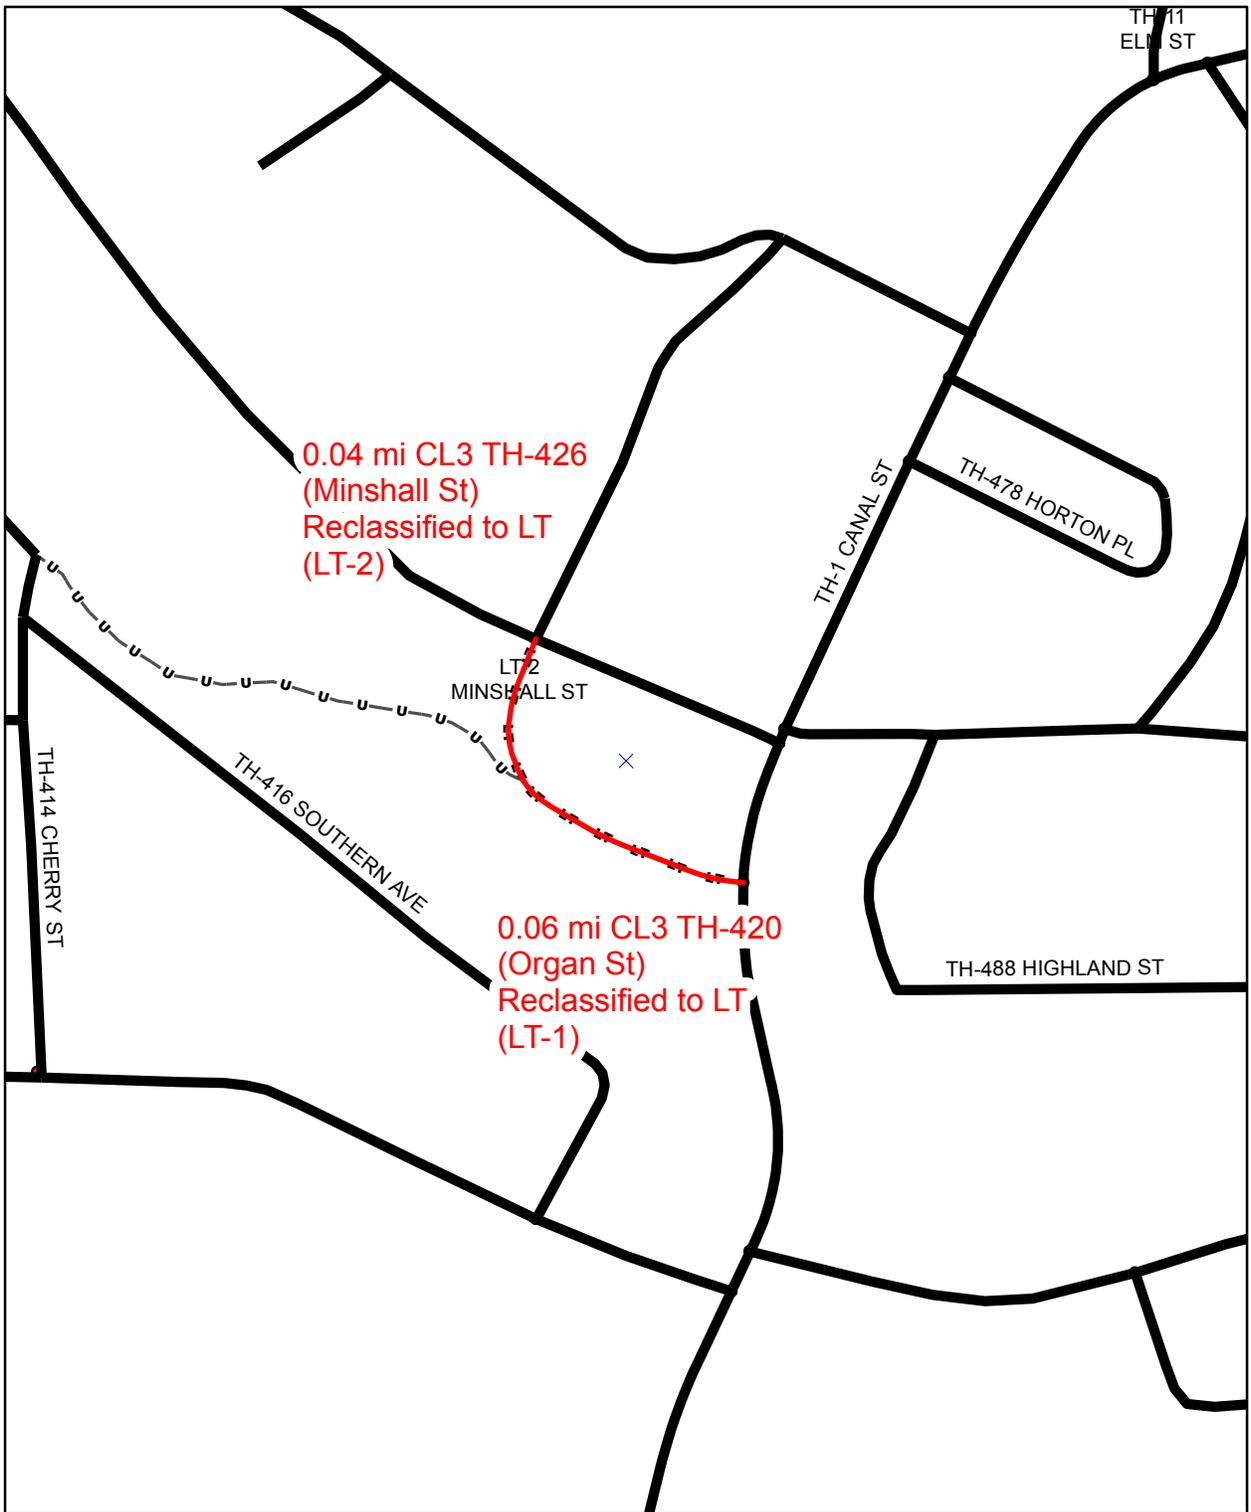 TH-11
ELM ST
0.04 mi CL3 TH-426
(Minshall St)
Reclassified to LT
(LT-2)
TH-478 HORTON PL
TH-1 CANAL ST
LT-2
MINSHALL ST
TH-414 CHERRY ST
TH-416 SOUTHERN AVE
0.06 mi CL3 TH-420
(Organ St)
Reclassified to LT
(LT-1)
TH-488 HIGHLAND ST